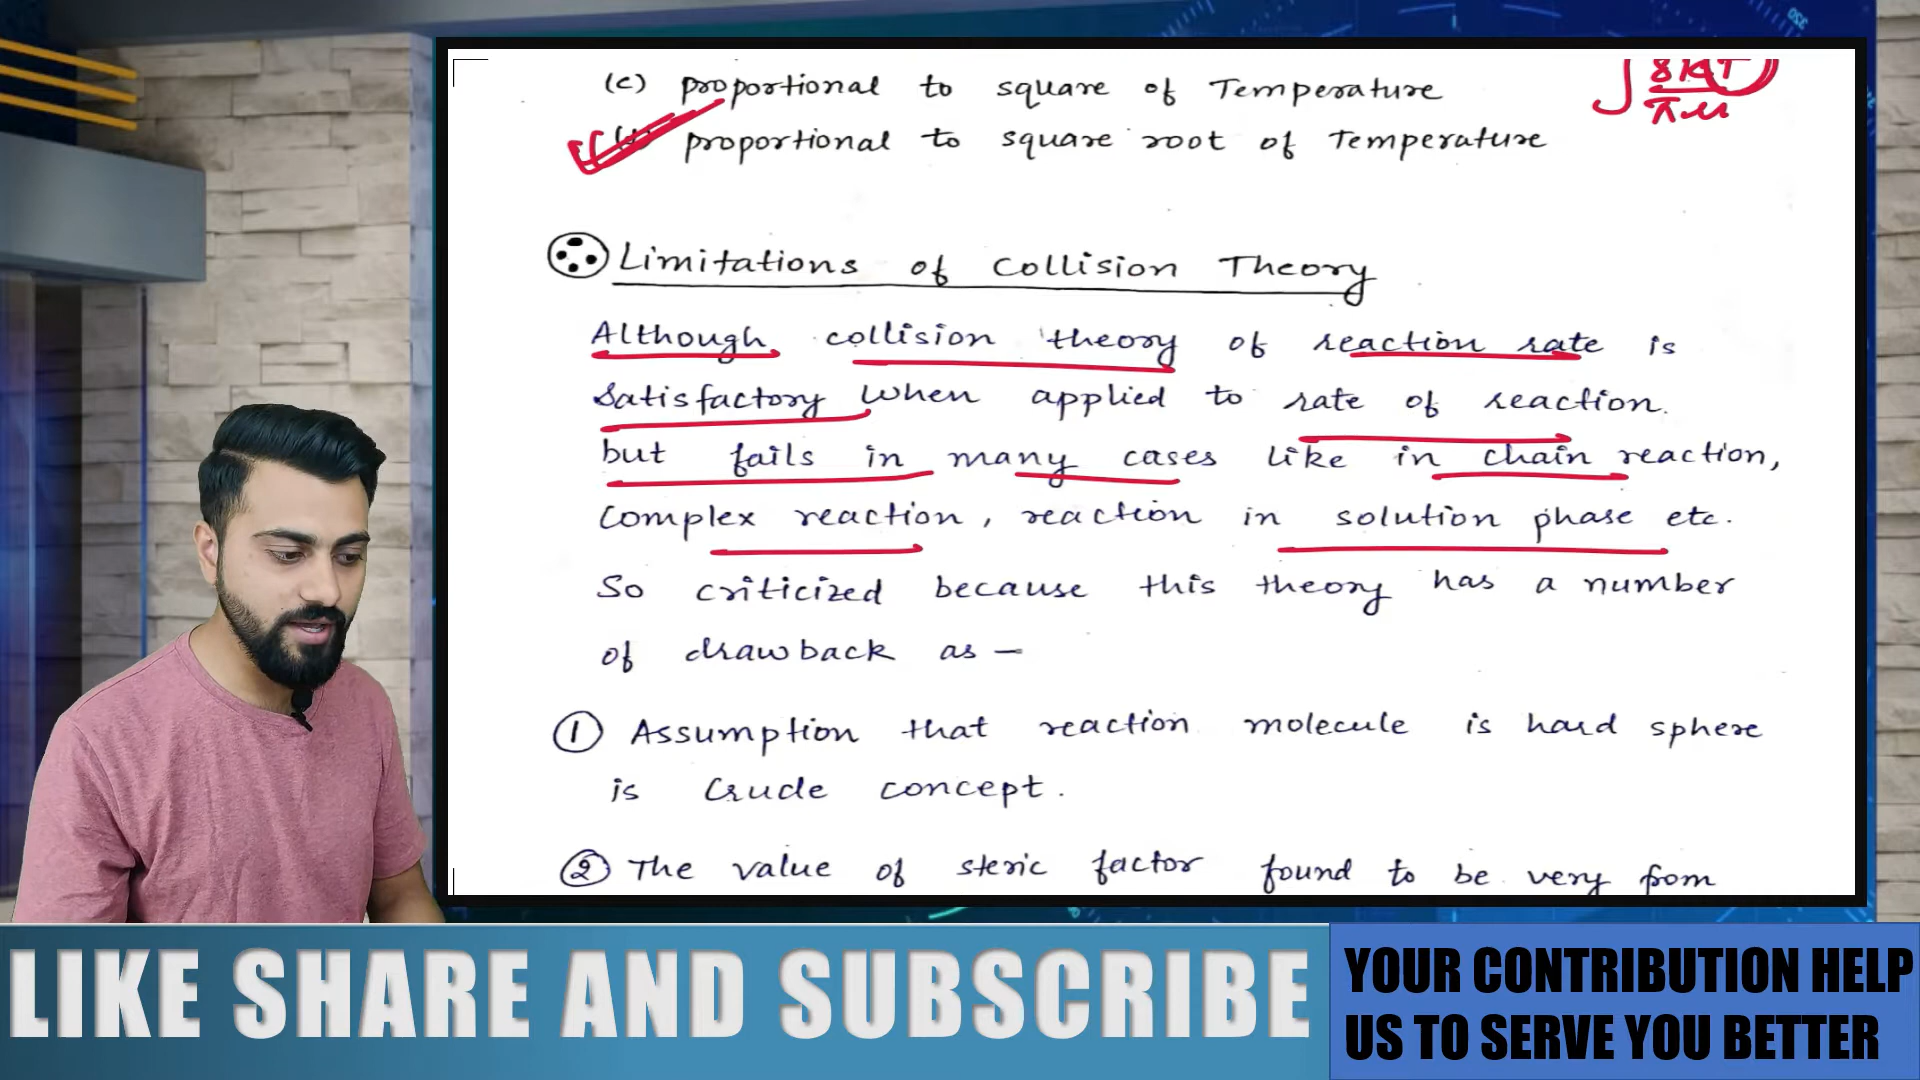 (c) proportional to square of Temperature
proportional to square root of Temperature
8kT
πμ
Limitations of Collision Theory
Although collision theory of reaction rate is
satisfactory when applied to rate of reaction.
but fails in many cases like in chain reaction,
complex reaction, reaction in solution phase etc.
So criticized because this theory has a number
of drawback as —
① Assumption that reaction molecule is hard sphere
is crude concept.
② The value of steric factor found to be very from
LIKE SHARE AND SUBSCRIBE
YOUR CONTRIBUTION HELP
US TO SERVE YOU BETTER